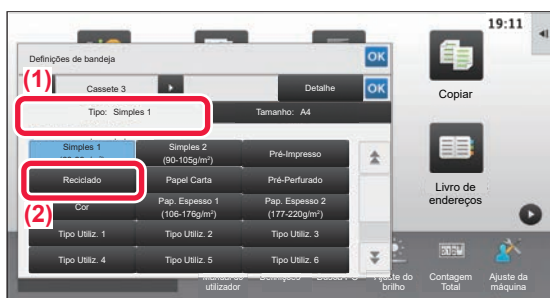 19:11
Definições de bandeja
OK
(1)
Cassete 3
Detalhe
OK
Tipo: Simples 1
Tamanho: A4
Copiar
Simples 1
Simples 2
(90-105g/m²)
Pré-Impresso
Reciclado
Papel Carta
Pré-Perfurado
(2)
Cor
Pap. Espesso 1
(106-176g/m²)
Pap. Espesso 2
(177-220g/m²)
Livro de
endereços
Tipo Utiliz. 1
Tipo Utiliz. 2
Tipo Utiliz. 3
Tipo Utiliz. 4
Tipo Utiliz. 5
Tipo Utiliz. 6
utilizador
Definições
brilho
Contagem
Total
Ajuste da
máquina